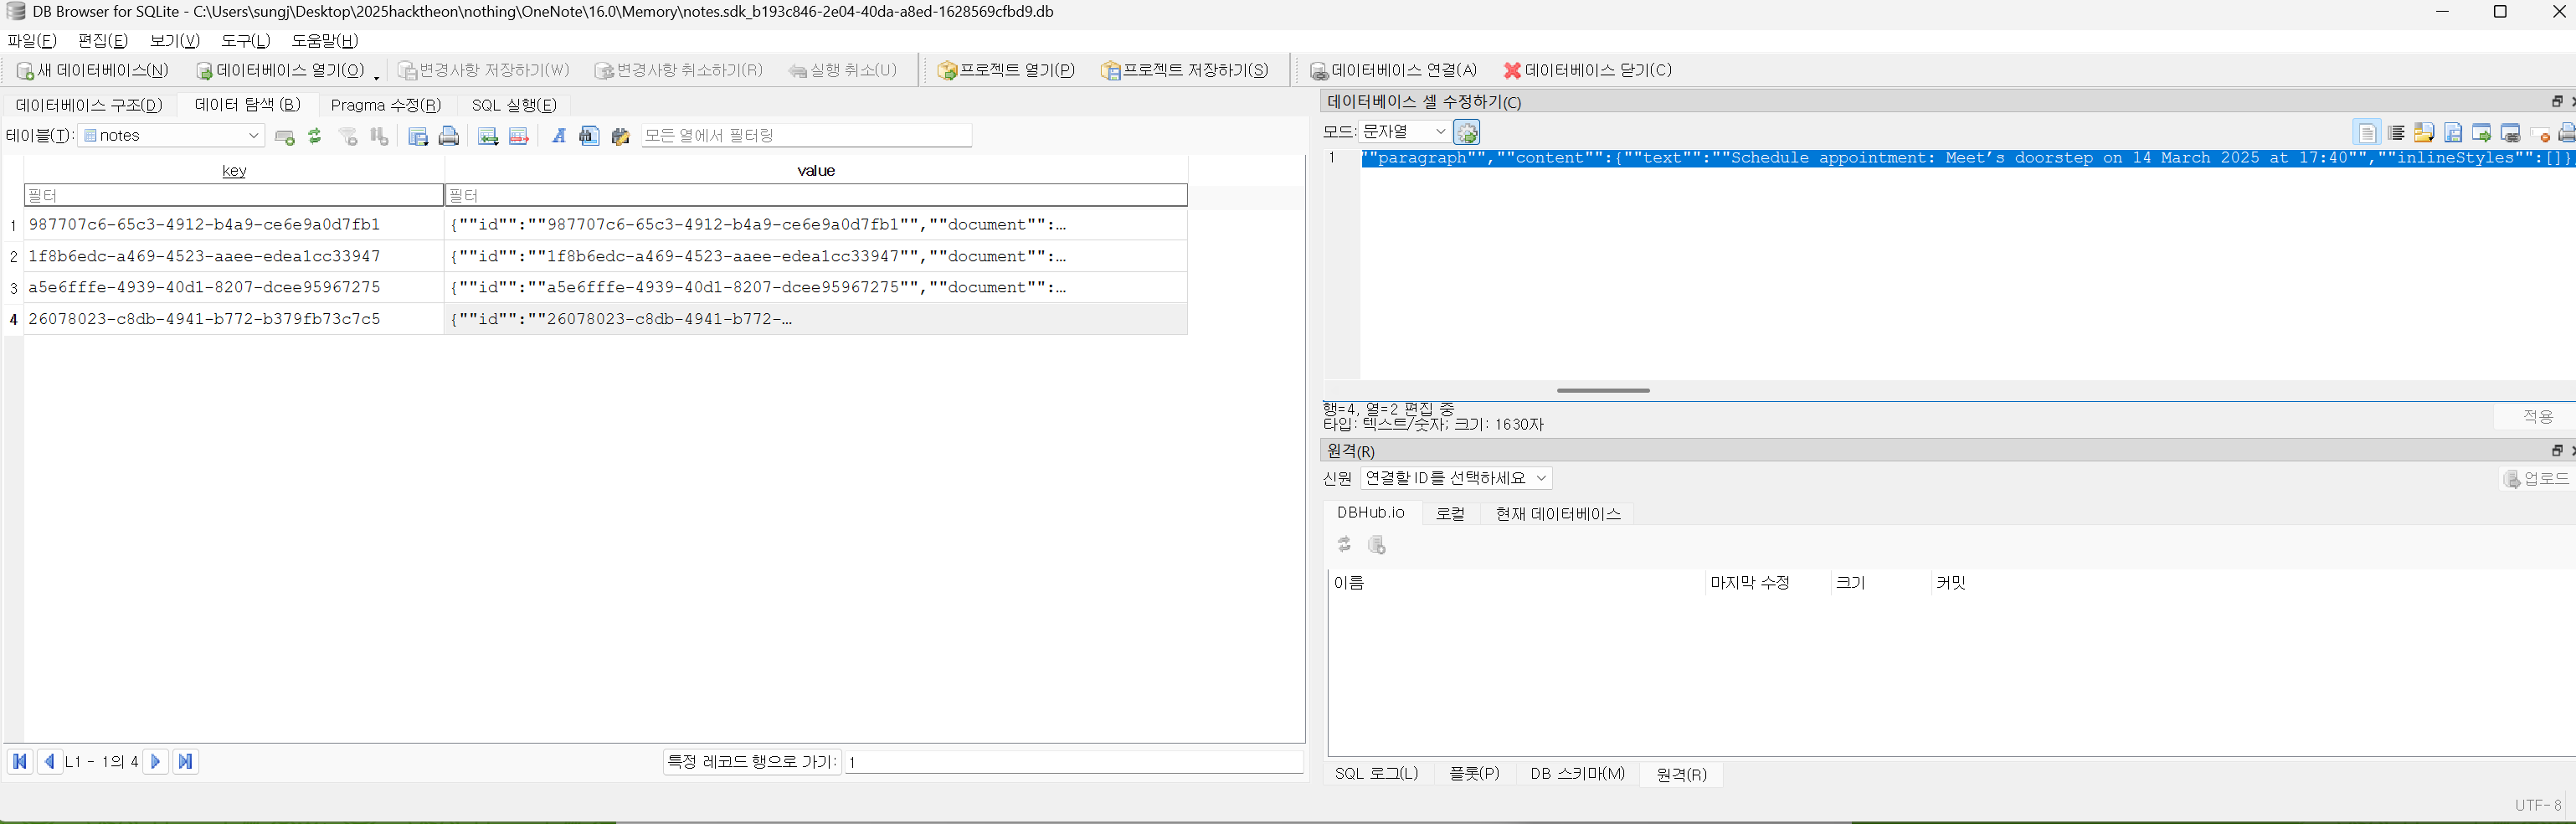 DB Browser for SQLite - C:\Users\sungj\Desktop\2025hacktheon\nothing\OneNote\16.0\Memory\notes.sdk_b193c846-2e04-40da-a8ed-1628569cfbd9.db
파일(F) 편집(E) 보기(V) 도구(L) 도움말(H)
새 데이터베이스(N) 데이터베이스 열기(O) 변경사항 저장하기(W) 변경사항 취소하기(R) 실행 취소(U) 프로젝트 열기(P) 프로젝트 저장하기(S) 데이터베이스 연결(A) 데이터베이스 닫기(C)
데이터베이스 구조(D) 데이터 탐색 (B) Pragma 수정(R) SQL 실행(E)
테이블(T): notes 모든 열에서 필터링
key value
필터 필터
1 987707c6-65c3-4912-b4a9-ce6e9a0d7fb1 {""id"":""987707c6-65c3-4912-b4a9-ce6e9a0d7fb1"",""document"":…
2 1f8b6edc-a469-4523-aaee-edea1cc33947 {""id"":""1f8b6edc-a469-4523-aaee-edea1cc33947"",""document"":…
3 a5e6fffe-4939-40d1-8207-dcee95967275 {""id"":""a5e6fffe-4939-40d1-8207-dcee95967275"",""document"":…
4 26078023-c8db-4941-b772-b379fb73c7c5 {""id"":""26078023-c8db-4941-b772-…
L1 - 1의 4 특정 레코드 행으로 가기: 1
데이터베이스 셀 수정하기(C)
모드: 문자열
1 ""paragraph"",""content"":{""text"":""Schedule appointment: Meet’s doorstep on 14 March 2025 at 17:40"",""inlineStyles"":[]}
행=4, 열=2 편집 중
타입: 텍스트/숫자; 크기: 1630자
적용
원격(R)
신원 연결할 ID를 선택하세요 업로드
DBHub.io 로컬 현재 데이터베이스
이름 마지막 수정 크기 커밋
SQL 로그(L) 플롯(P) DB 스키마(M) 원격(R)
UTF-8